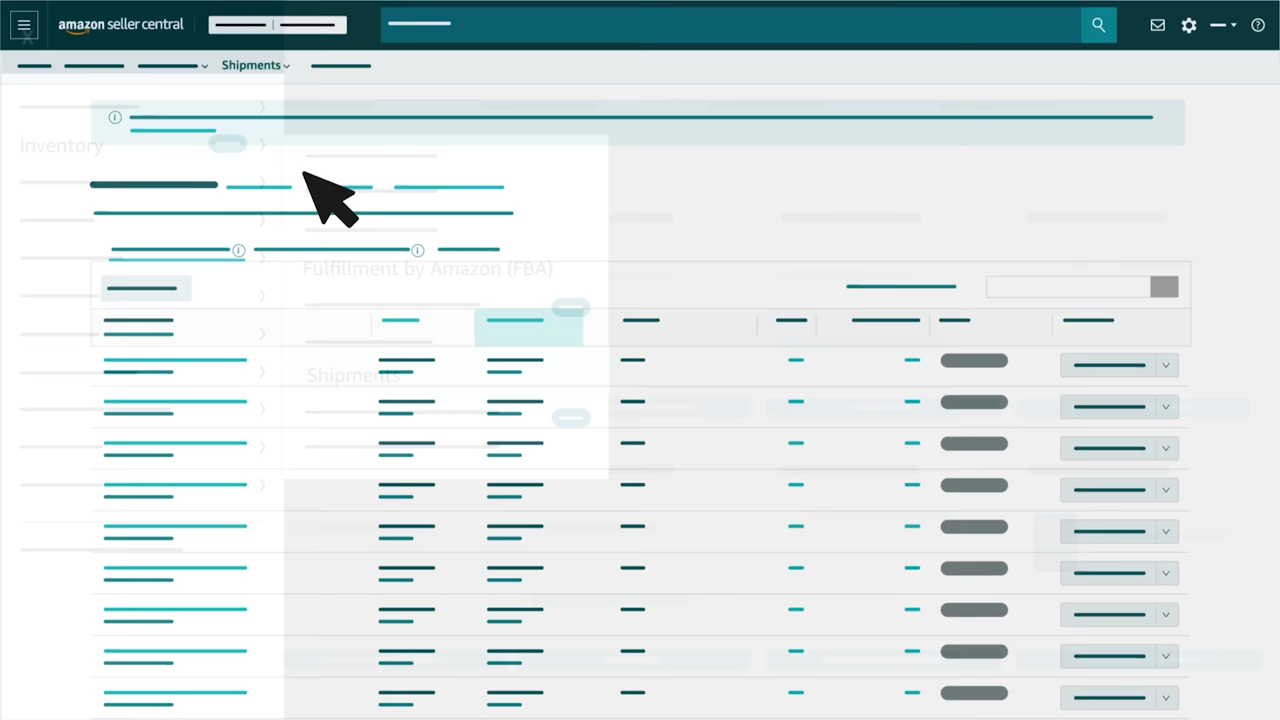 amazon seller central
Shipments
Inventory
Fulfillment by Amazon (FBA)
Shipments